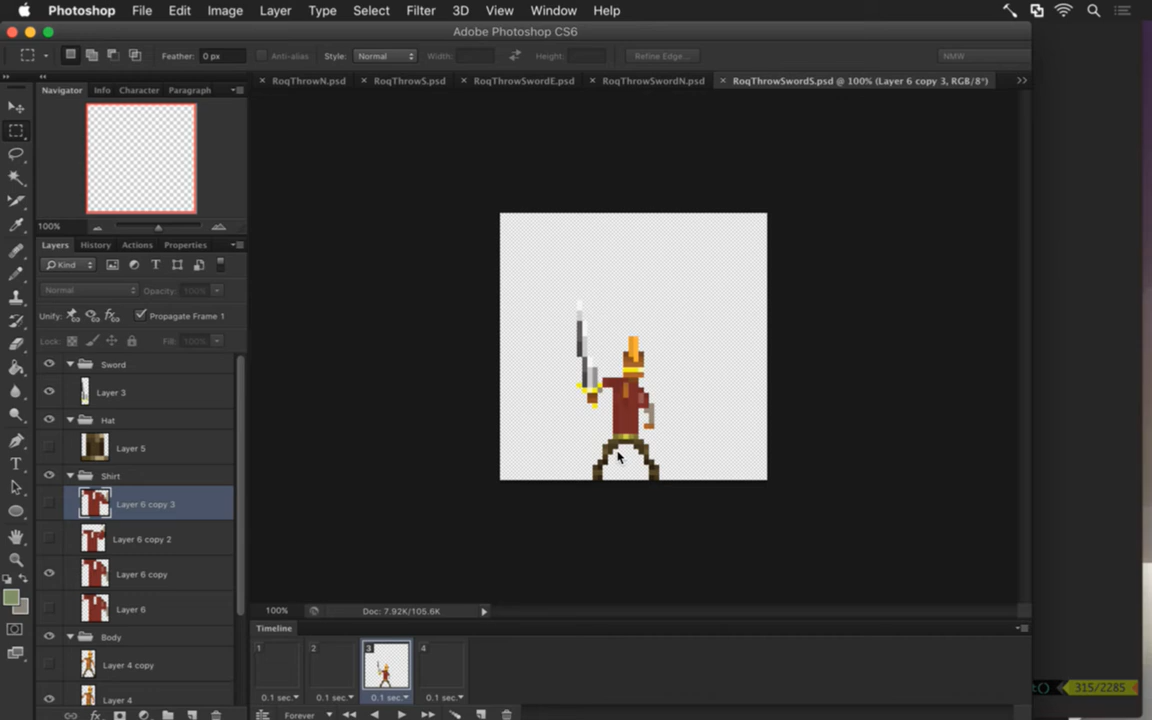 Photoshop File Edit Image Layer Type Select Filter 3D View Window Help
Adobe Photoshop CS6
Feather: 0 px Anti-alias Style: Normal Width: Height: Refine Edge... NMW
RoqThrowN.psd RoqThrowS.psd RoqThrowSwordE.psd RoqThrowSwordN.psd RoqThrowSwordS.psd @ 100% (Layer 6 copy 3, RGB/8*)
Navigator Info Character Paragraph
100%
Layers History Actions Properties
Kind
Normal Opacity: 100%
Unify: Propagate Frame 1
Lock: Fill: 100%
Sword
Layer 3
Hat
Layer 5
Shirt
Layer 6 copy 3
Layer 6 copy 2
Layer 6 copy
Layer 6
Body
Layer 4 copy
Layer 4
100% Doc: 7.92K/105.6K
Timeline
1 2 3 4
0.1 sec. 0.1 sec. 0.1 sec. 0.1 sec.
Forever
315/2285